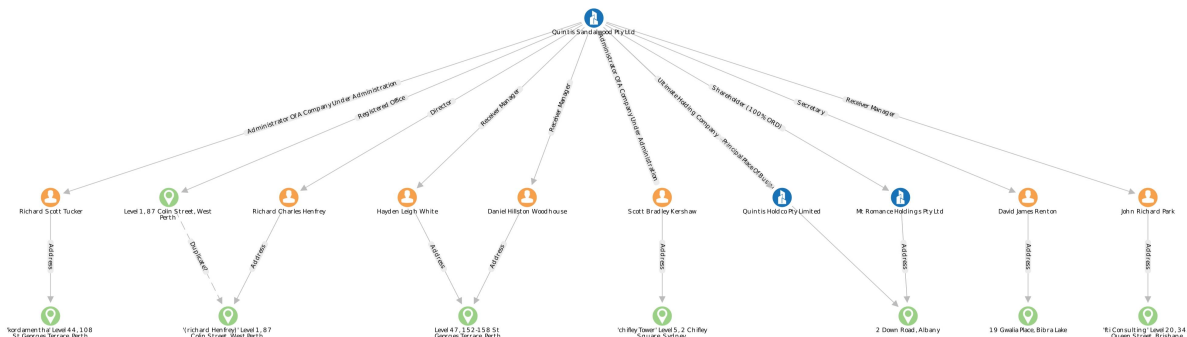 Quintis Sandalwood Pty Ltd
Administrator Of A Company Under Administration
Registered Office
Director
Receiver Manager
Receiver Manager
Administrator Of A Company Under Administration
Ultimate Holding Company
Principal Place Of
Shareholder (100% ORD)
Secretary
Receiver Manager
Richard Scott Tucker
Level 1, 87 Colin Street, West
Perth
Richard Charles Henfrey
Hayden Leigh White
Daniel Hillston Woodhouse
Scott Bradley Kershaw
Quintis Holdco Pty Limited
Mt Romance Holdings Pty Ltd
David James Renton
John Richard Park
Address
Duplicate?
Address
Address
Address
Address
Address
Address
Address
'kordamentha' Level 44, 108
St Georges Terrace, Perth
'(richard Henfrey)' Level 1, 87
Colin Street, West Perth
Level 47, 152-158 St
Georges Terrace, Perth
'chifley Tower' Level 5, 2 Chifley
Square, Sydney
2 Down Road, Albany
19 Gwalia Place, Bibra Lake
'fti Consulting' Level 20, 34
Queen Street, Brisbane